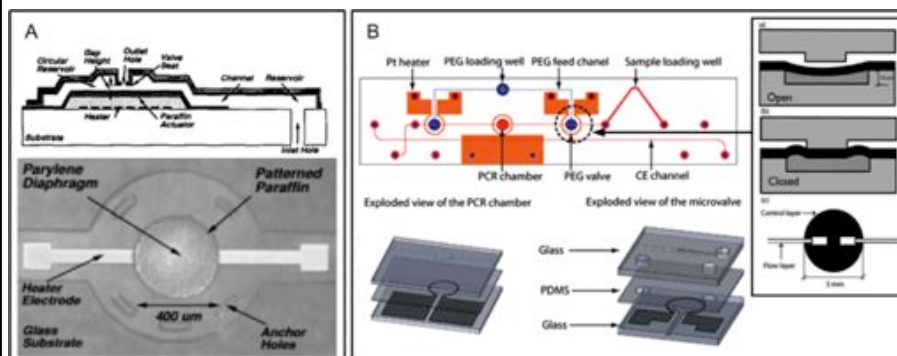 A
Gap
Height
Outlet
Hole
Valve
Seat
Circular
Reservoir
Channel
Reservoir
Heater
Paraffin
Actuator
Substrate
Inlet Hole
Parylene
Diaphragm
Patterned
Paraffin
Heater
Electrode
400 um
Glass
Substrate
Anchor
Holes
B
Pt heater
PEG loading well
PEG feed chanel
Sample loading well
PCR chamber
PEG valve
CE channel
Exploded view of the PCR chamber
Exploded view of the microvalve
Glass
PDMS
Glass
(a)
Open
(b)
Closed
(c)
Control layer
Flow layer
3 mm